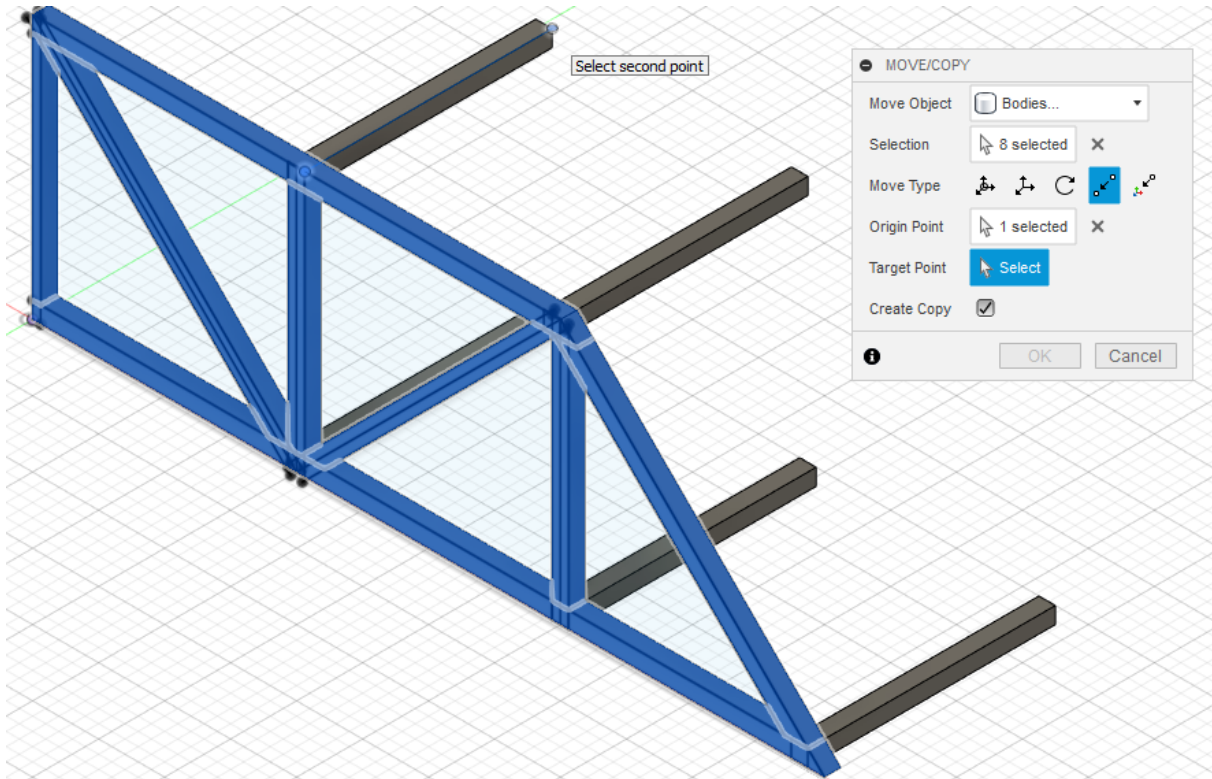 Select second point
MOVE/COPY
Move Object Bodies...
Selection 8 selected
Move Type
Origin Point 1 selected
Target Point Select
Create Copy
OK Cancel